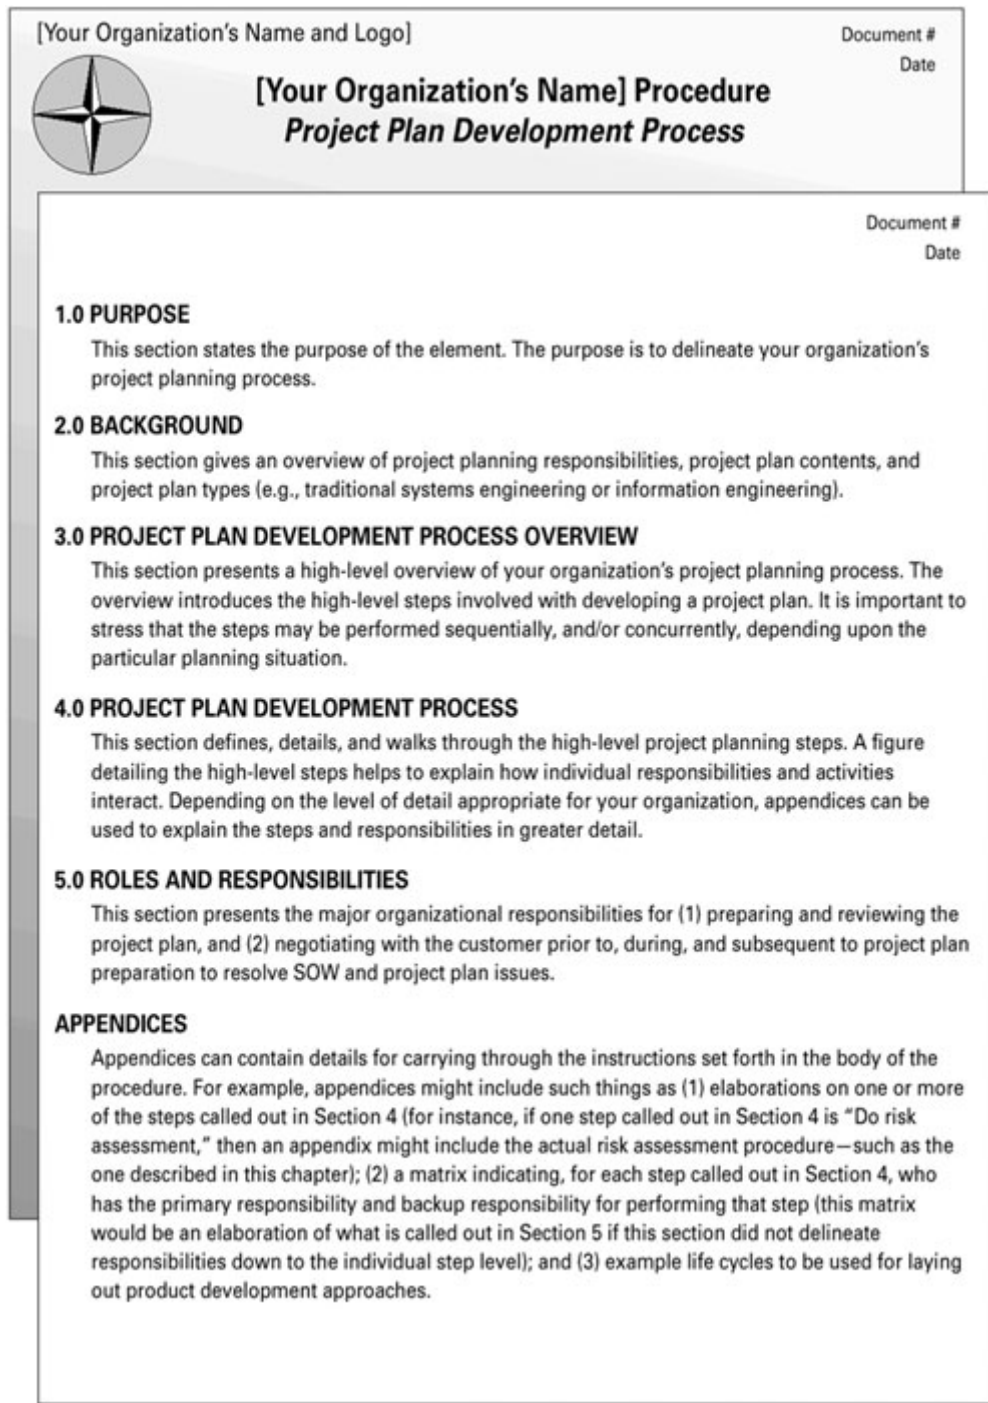 [Your Organization's Name and Logo]
Document #
Date
[Your Organization's Name] Procedure
Project Plan Development Process
Document #
Date
1.0 PURPOSE
This section states the purpose of the element. The purpose is to delineate your organization's
project planning process.
2.0 BACKGROUND
This section gives an overview of project planning responsibilities, project plan contents, and
project plan types (e.g., traditional systems engineering or information engineering).
3.0 PROJECT PLAN DEVELOPMENT PROCESS OVERVIEW
This section presents a high-level overview of your organization's project planning process. The
overview introduces the high-level steps involved with developing a project plan. It is important to
stress that the steps may be performed sequentially, and/or concurrently, depending upon the
particular planning situation.
4.0 PROJECT PLAN DEVELOPMENT PROCESS
This section defines, details, and walks through the high-level project planning steps. A figure
detailing the high-level steps helps to explain how individual responsibilities and activities
interact. Depending on the level of detail appropriate for your organization, appendices can be
used to explain the steps and responsibilities in greater detail.
5.0 ROLES AND RESPONSIBILITIES
This section presents the major organizational responsibilities for (1) preparing and reviewing the
project plan, and (2) negotiating with the customer prior to, during, and subsequent to project plan
preparation to resolve SOW and project plan issues.
APPENDICES
Appendices can contain details for carrying through the instructions set forth in the body of the
procedure. For example, appendices might include such things as (1) elaborations on one or more
of the steps called out in Section 4 (for instance, if one step called out in Section 4 is “Do risk
assessment,” then an appendix might include the actual risk assessment procedure—such as the
one described in this chapter); (2) a matrix indicating, for each step called out in Section 4, who
has the primary responsibility and backup responsibility for performing that step (this matrix
would be an elaboration of what is called out in Section 5 if this section did not delineate
responsibilities down to the individual step level); and (3) example life cycles to be used for laying
out product development approaches.